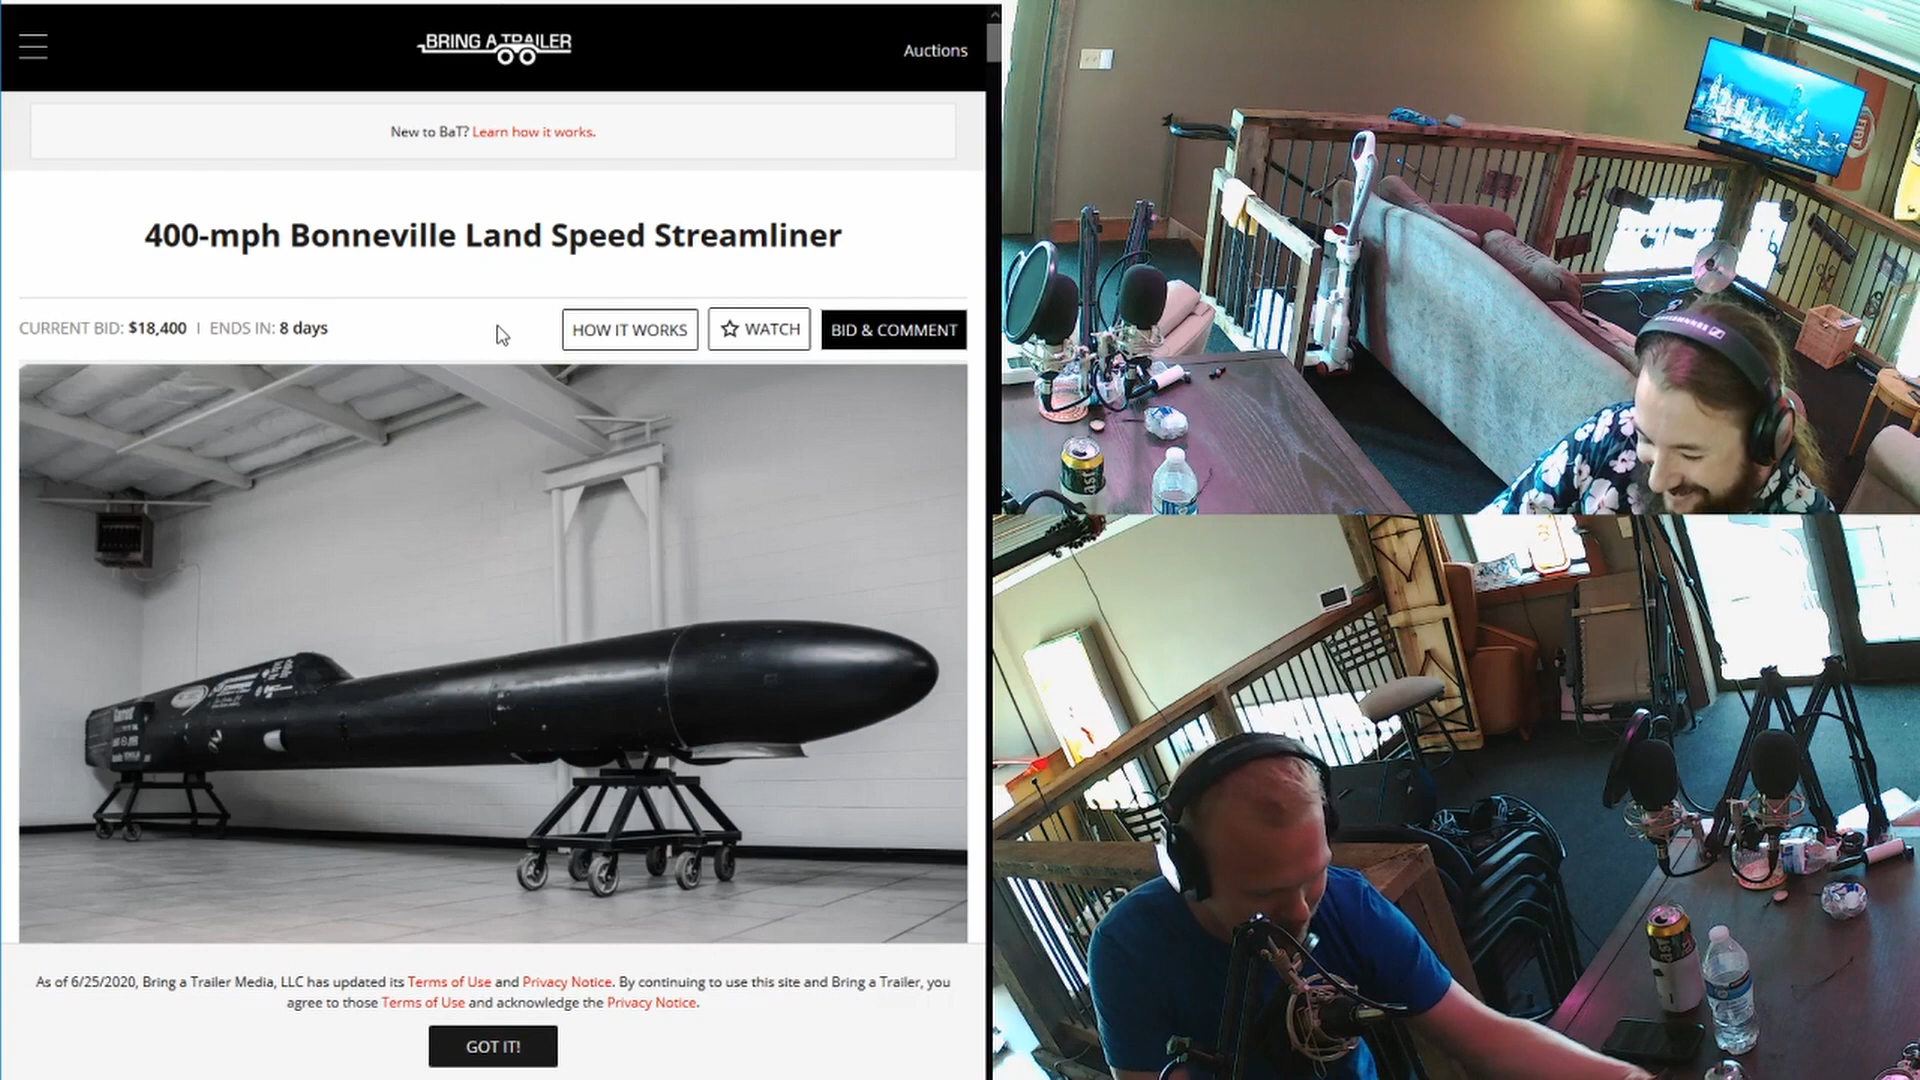 BRING A TRAILER
Auctions
New to BaT? Learn how it works.
400-mph Bonneville Land Speed Streamliner
CURRENT BID: $18,400 | ENDS IN: 8 days
HOW IT WORKS
WATCH
BID & COMMENT
As of 6/25/2020, Bring a Trailer Media, LLC has updated its Terms of Use and Privacy Notice. By continuing to use this site and Bring a Trailer, you
agree to those Terms of Use and acknowledge the Privacy Notice.
GOT IT!
Garrett
FIAT
SENNHEISER